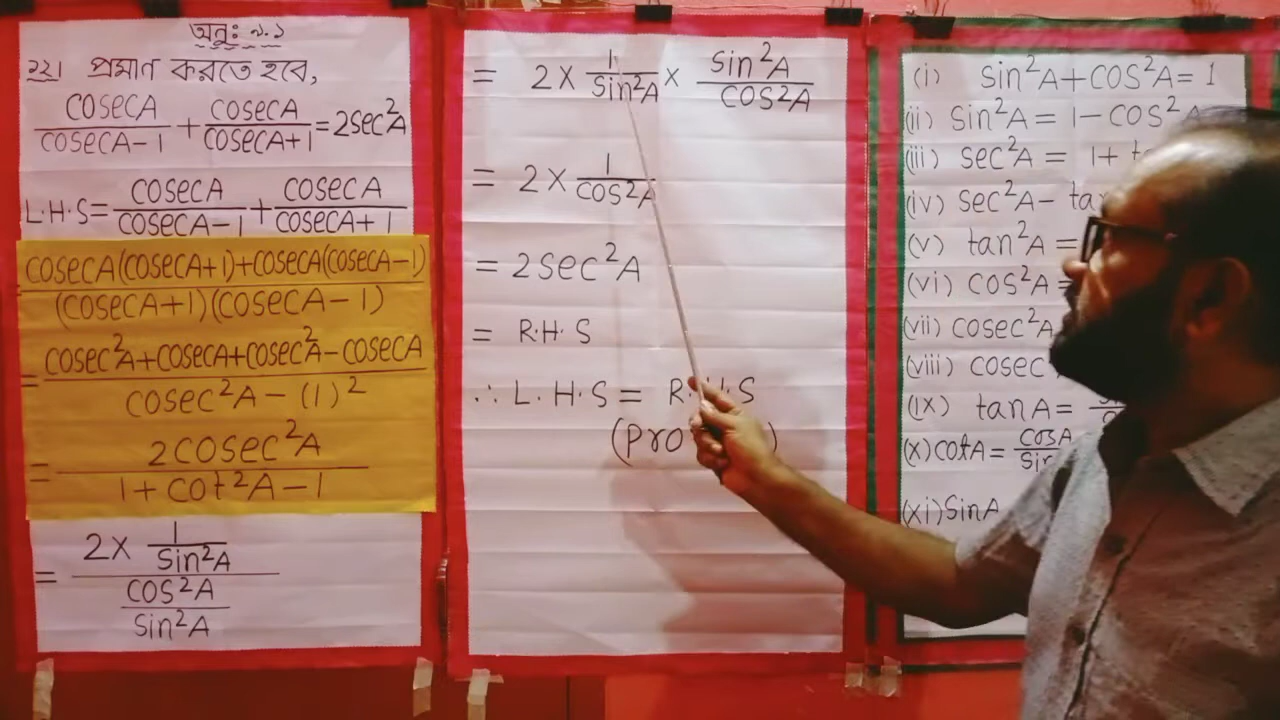 অনুঃ ৯.১
২২। প্রমাণ করতে হবে,
cosecA/(cosecA-1) + cosecA/(cosecA+1) = 2sec²A
L.H.S = cosecA/(cosecA-1) + cosecA/(cosecA+1)
= cosecA(cosecA+1)+cosecA(cosecA-1)
(cosecA+1)(cosecA-1)
= cosec²A+cosecA+cosec²A-cosecA
cosec²A-(1)²
= 2cosec²A
1+cot²A-1
= 2× 1/sin²A
cos²A/sin²A
= 2× 1/sin²A × sin²A/cos²A
= 2× 1/cos²A
= 2sec²A
= R.H.S
∴ L.H.S = R.H.S
(i) sin²A+cos²A=1
(ii) sin²A = 1-cos²A
(iii) sec²A = 1+
(iv) sec²A-
(v) tan²A =
(vi) cos²A =
(vii) cosec²A
(viii) cosec
(ix) tanA =
(x) cotA = cosA/sin
(xi) sinA